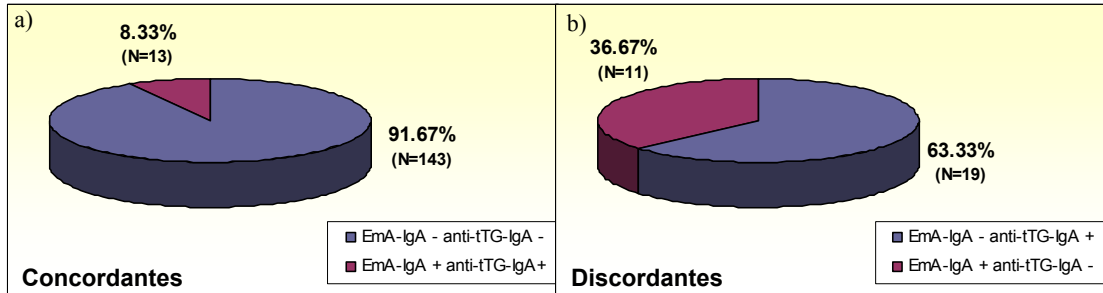 a)
8.33%
(N=13)
91.67%
(N=143)
EmA-IgA - anti-tTG-IgA -
EmA-IgA + anti-tTG-IgA+
Concordantes
b)
36.67%
(N=11)
63.33%
(N=19)
EmA-IgA - anti-tTG-IgA +
EmA-IgA + anti-tTG-IgA -
Discordantes